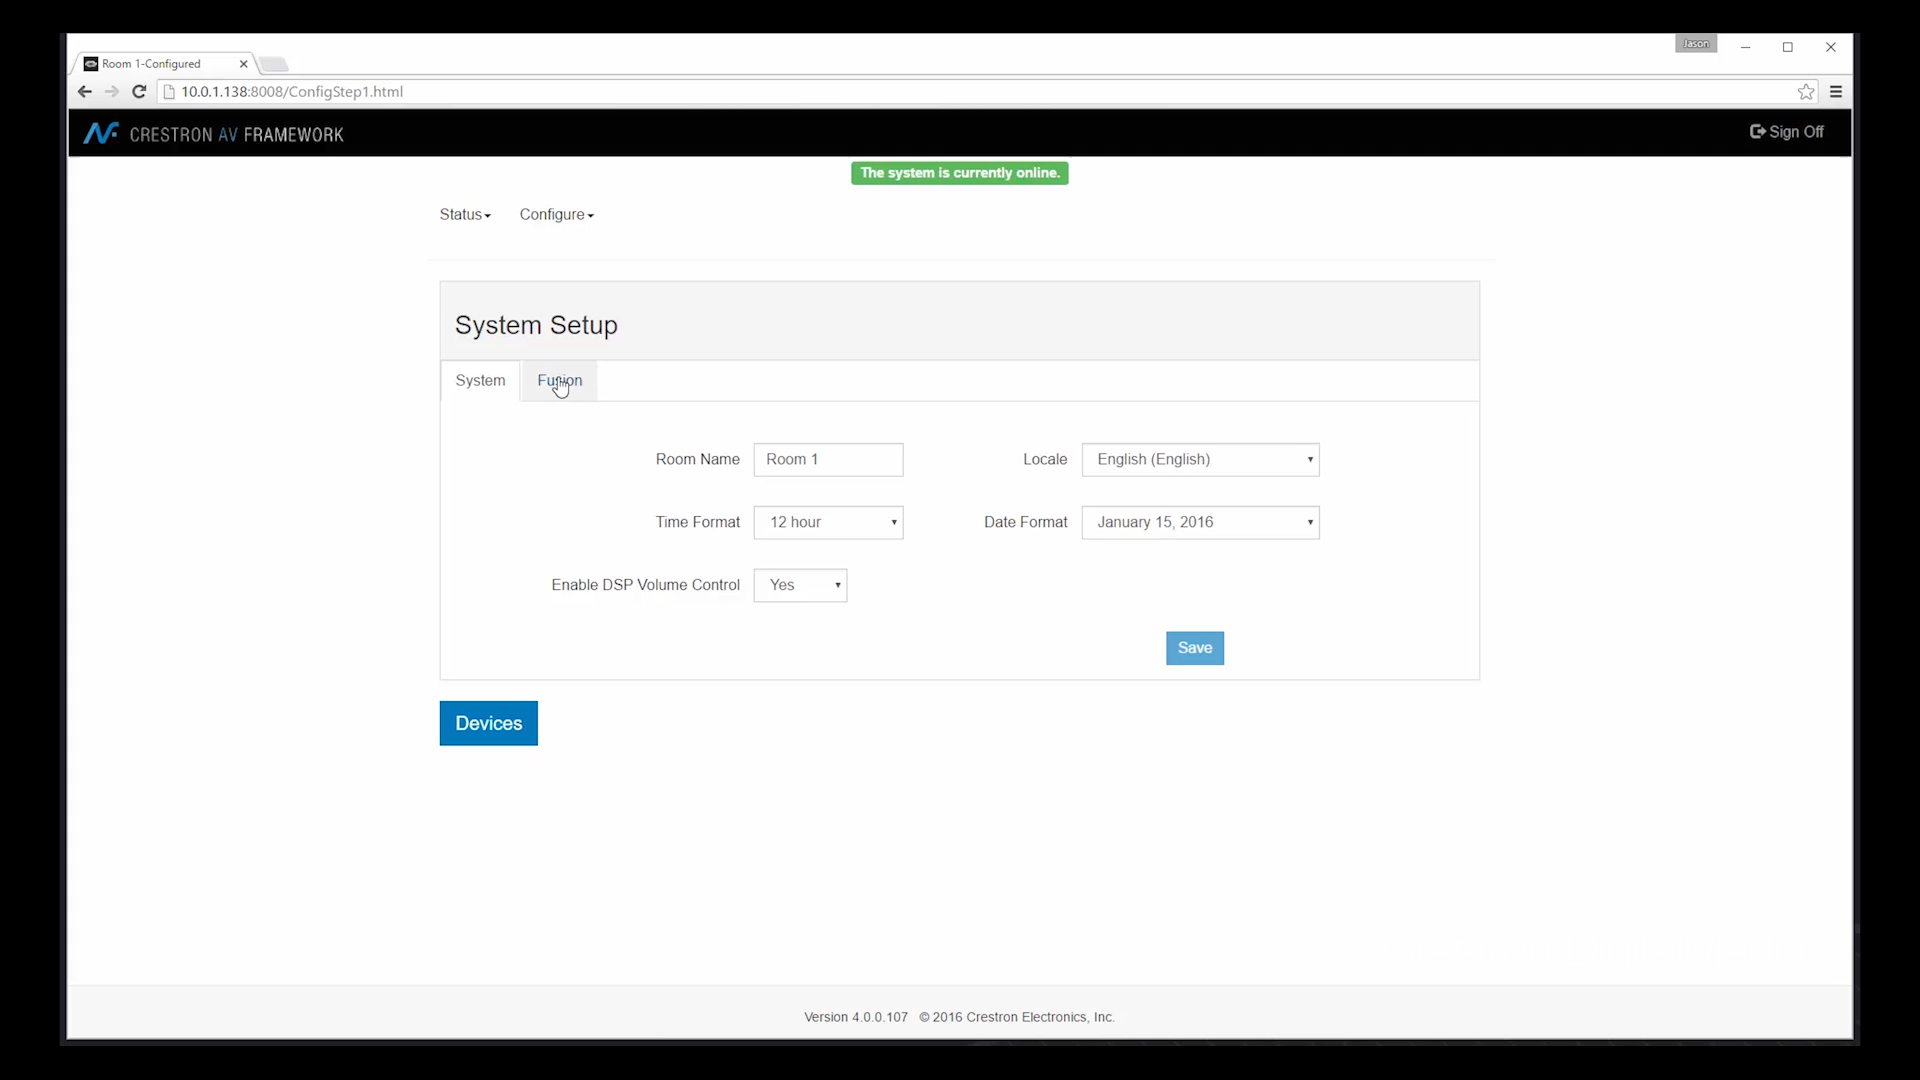 Jason
Room 1-Configured
10.0.1.138:8008/ConfigStep1.html
CRESTRON AV FRAMEWORK
Sign Off
The system is currently online.
Status
Configure
System Setup
System
Fusion
Room Name
Room 1
Locale
English (English)
Time Format
12 hour
Date Format
January 15, 2016
Enable DSP Volume Control
Yes
Save
Devices
Version 4.0.0.107 © 2016 Crestron Electronics, Inc.